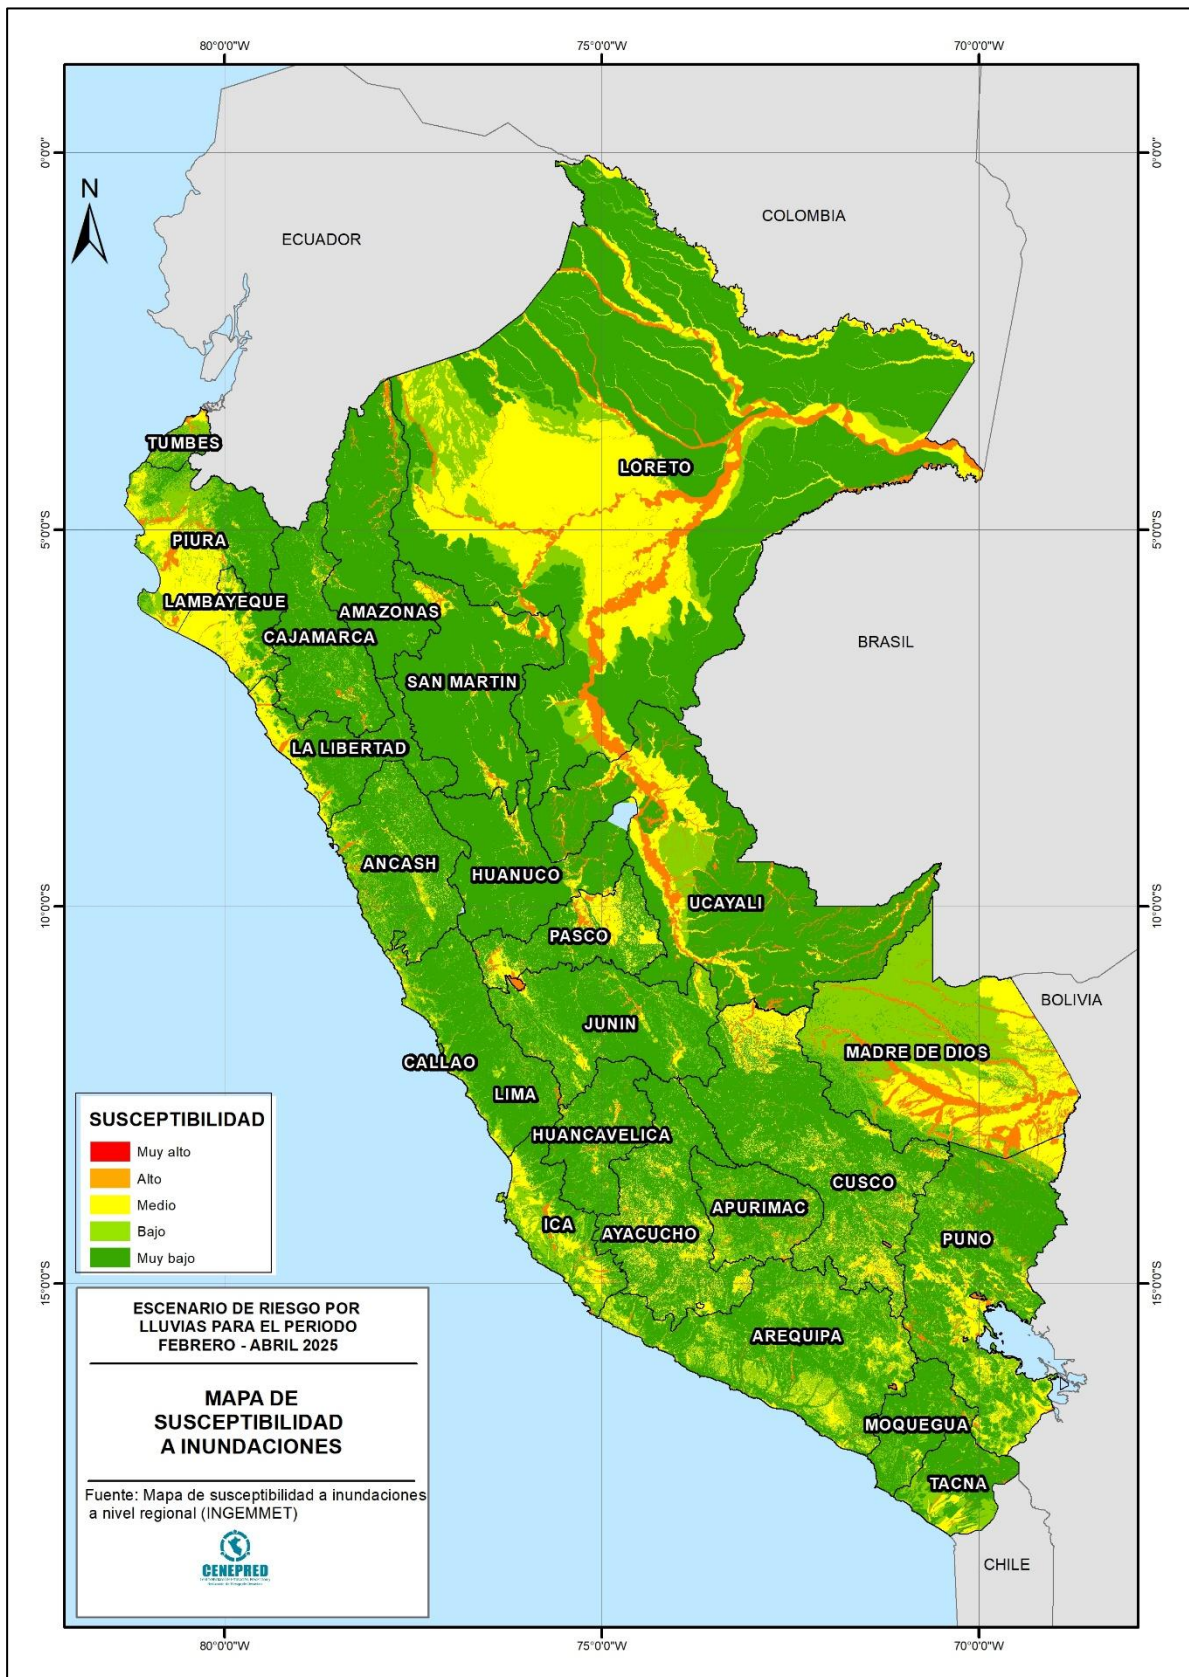 80°0'0"W 75°0'0"W 70°0'0"W
0°0'0" 0°0'0"
N
COLOMBIA
ECUADOR
TUMBES
LORETO
5°0'0"S 5°0'0"S
PIURA
LAMBAYEQUE
AMAZONAS
CAJAMARCA
BRASIL
SAN MARTIN
LA LIBERTAD
ANCASH
HUANUCO
UCAYALI
10°0'0"S 10°0'0"S
PASCO
BOLIVIA
JUNIN
MADRE DE DIOS
CALLAO
LIMA
HUANCAVELICA
CUSCO
APURIMAC
ICA
AYACUCHO
PUNO
15°0'0"S 15°0'0"S
AREQUIPA
MOQUEGUA
TACNA
CHILE
SUSCEPTIBILIDAD
Muy alto
Alto
Medio
Bajo
Muy bajo
ESCENARIO DE RIESGO POR
LLUVIAS PARA EL PERIODO
FEBRERO - ABRIL 2025
MAPA DE
SUSCEPTIBILIDAD
A INUNDACIONES
Fuente: Mapa de susceptibilidad a inundaciones
a nivel regional (INGEMMET)
CENEPRED
80°0'0"W 75°0'0"W 70°0'0"W